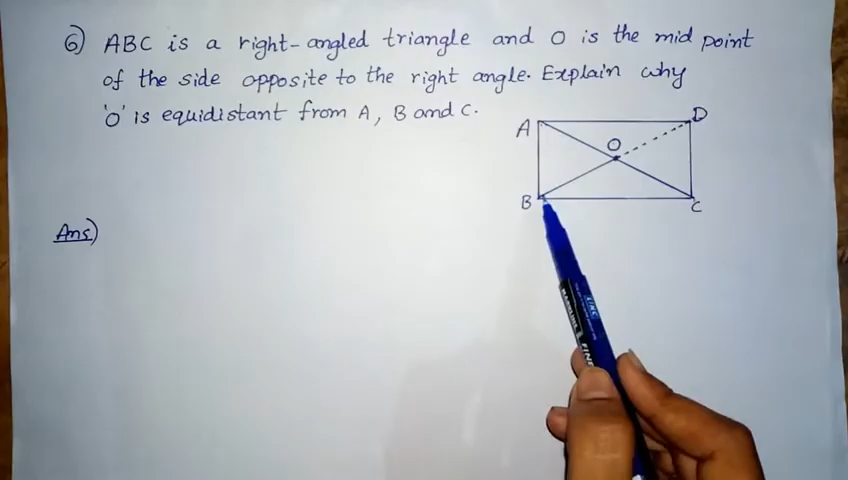 6) ABC is a right-angled triangle and O is the mid point
of the side opposite to the right angle. Explain why
'O' is equidistant from A, B and C.
A
D
O
B
C
Ans)
LINC